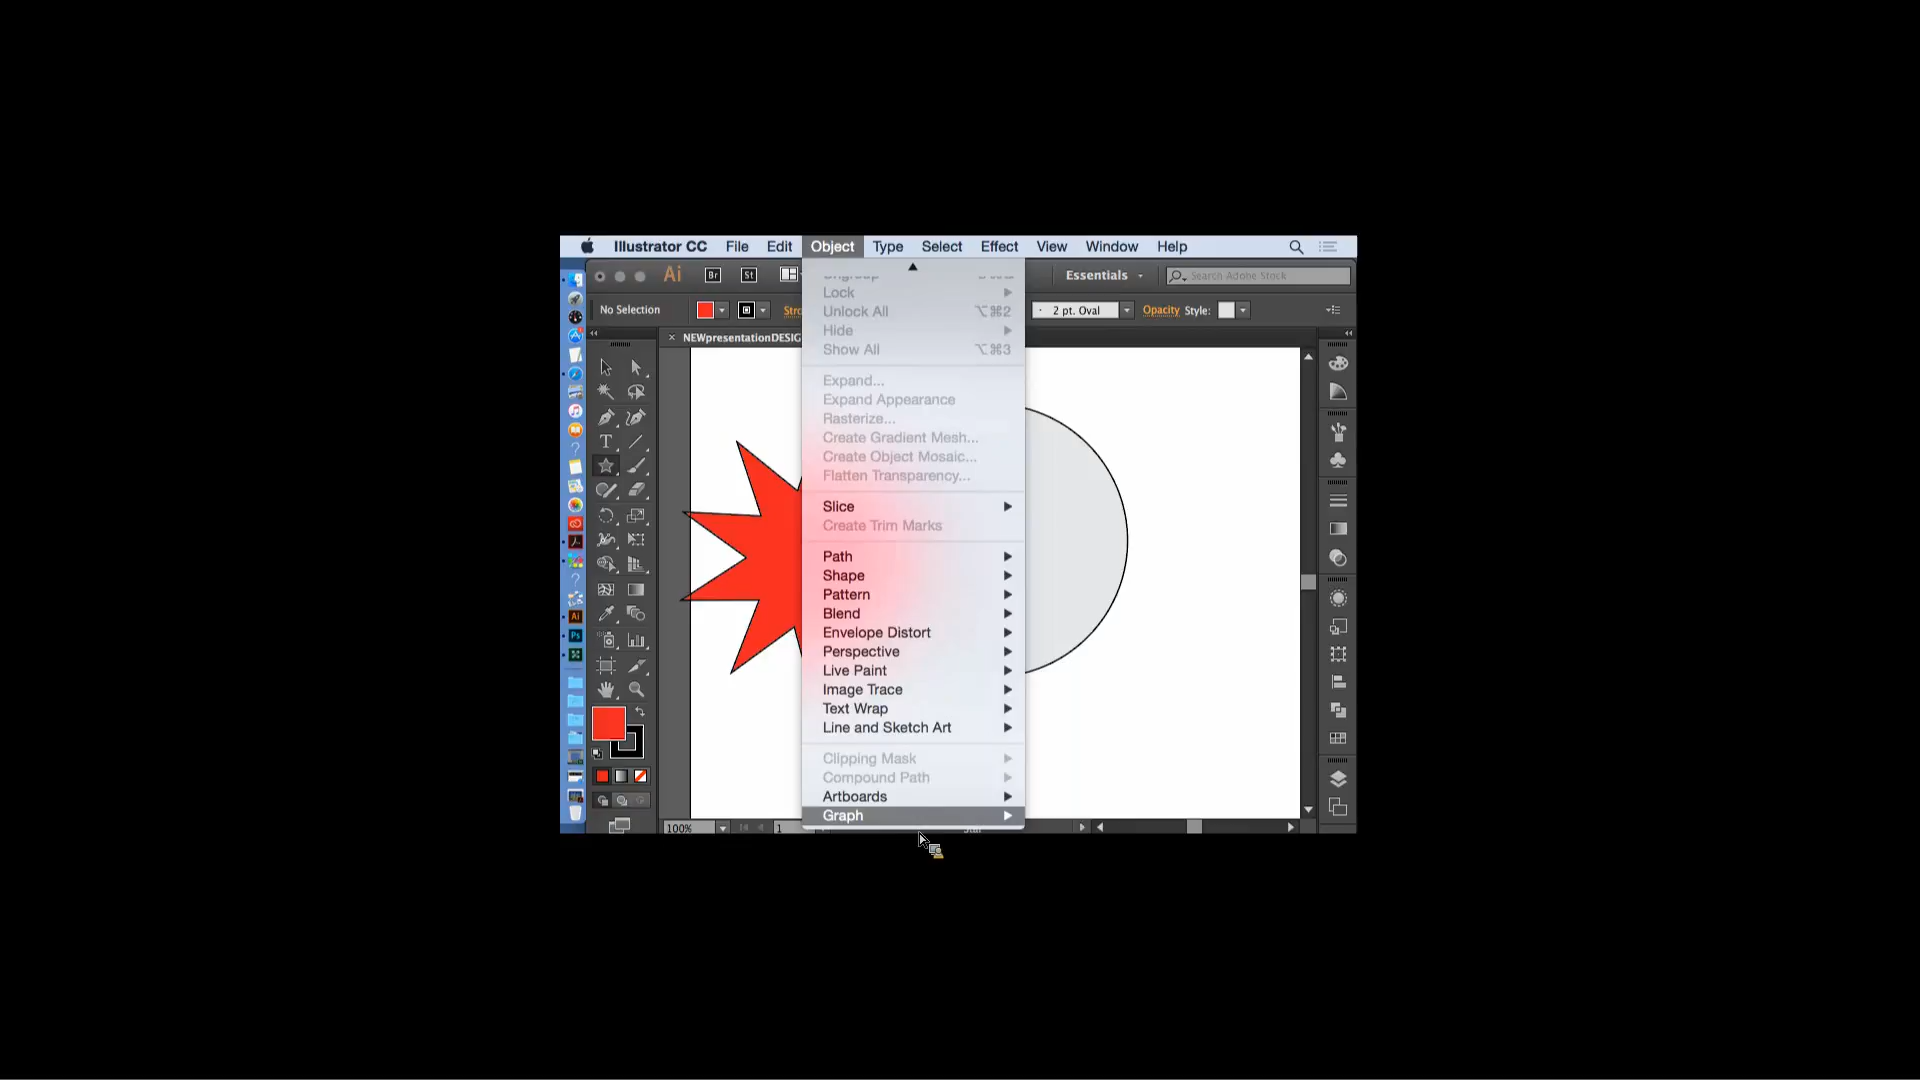 Illustrator CC File Edit Object Type Select Effect View Window Help
Ai Br St Essentials Search Adobe Stock
No Selection Stro 2 pt. Oval Opacity Style:
× NEWpresentationDESIG
Lock
Unlock All ⌥⌘2
Hide
Show All ⌥⌘3
Expand...
Expand Appearance
Rasterize...
Create Gradient Mesh...
Create Object Mosaic...
Flatten Transparency...
Slice
Create Trim Marks
Path
Shape
Pattern
Blend
Envelope Distort
Perspective
Live Paint
Image Trace
Text Wrap
Line and Sketch Art
Clipping Mask
Compound Path
Artboards
Graph
100% 1